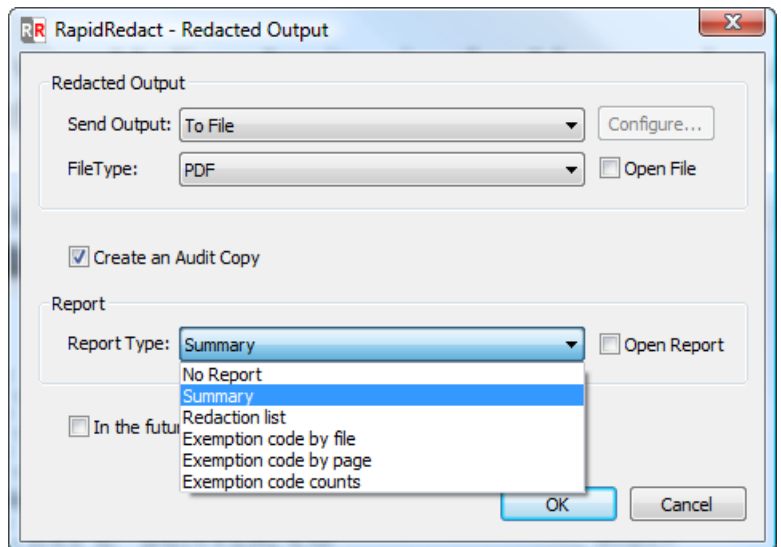 RR RapidRedact - Redacted Output
Redacted Output
Send Output: To File Configure...
FileType: PDF Open File
Create an Audit Copy
Report
Report Type: Summary Open Report
No Report
Summary
Redaction list
In the
Exemption code by file
Exemption code by page
Exemption code counts
OK Cancel